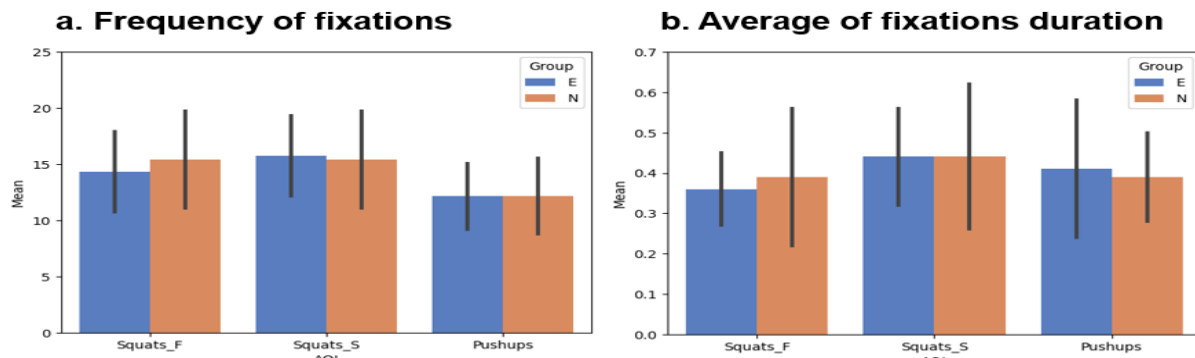 a. Frequency of fixations
25
20
15
10
5
0
Mean
Group
E
N
Squats_F
Squats_S
Pushups
b. Average of fixations duration
0.7
0.6
0.5
0.4
0.3
0.2
0.1
0.0
Mean
Group
E
N
Squats_F
Squats_S
Pushups